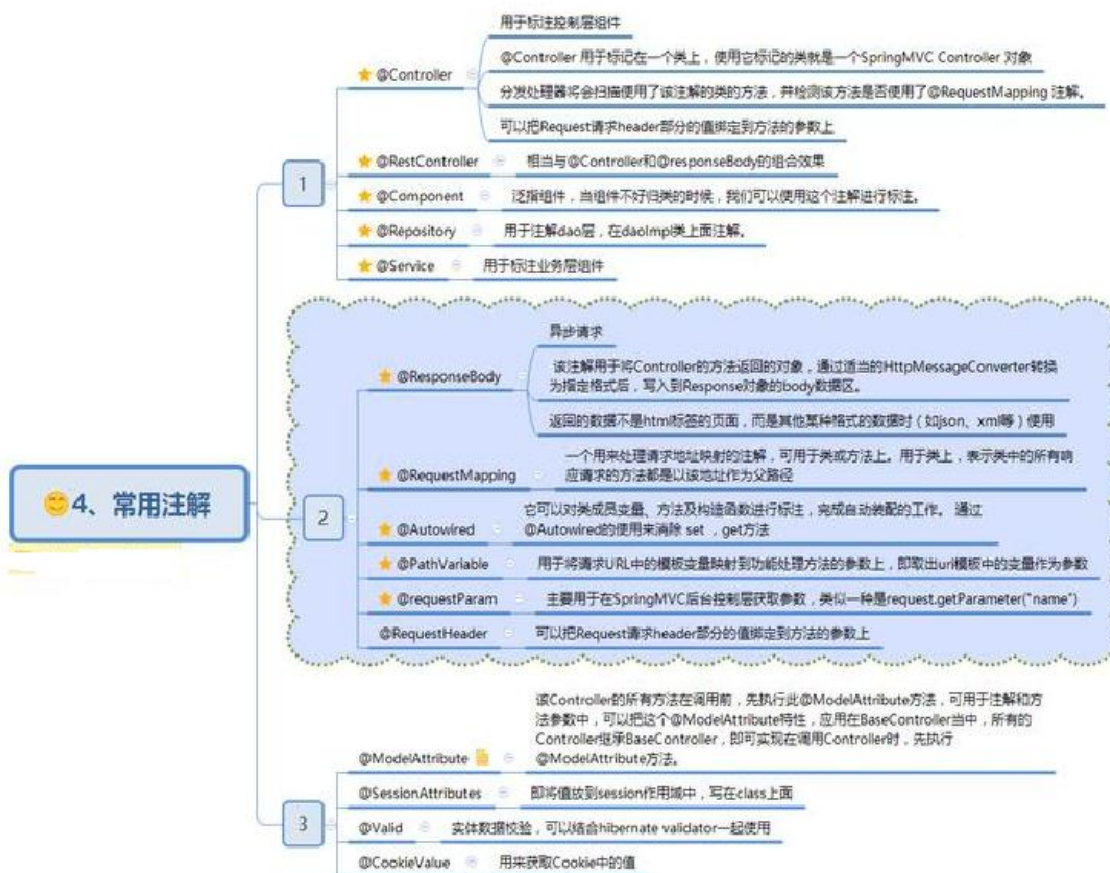 😊4、常用注解
1
@Controller
用于标注控制层组件
@Controller 用于标记在一个类上，使用它标记的类就是一个SpringMVC Controller 对象
分发处理器将会扫描使用了该注解的类的方法，并检测该方法是否使用了@RequestMapping 注解。
可以把Request请求header部分的值绑定到方法的参数上
@RestController
相当与@Controller和@responseBody的组合效果
@Component
泛指组件，当组件不好归类的时候，我们可以使用这个注解进行标注。
@Repository
用于注解dao层，在daoImpl类上面注解。
@Service
用于标注业务层组件
2
@ResponseBody
异步请求
该注解用于将Controller的方法返回的对象，通过适当的HttpMessageConverter转换
为指定格式后，写入到Response对象的body数据区。
返回的数据不是html标签的页面，而是其他某种格式的数据时（如json、xml等）使用
@RequestMapping
一个用来处理请求地址映射的注解，可用于类或方法上。用于类上，表示类中的所有响
应请求的方法都是以该地址作为父路径
@Autowired
它可以对类成员变量、方法及构造函数进行标注，完成自动装配的工作。 通过
@Autowired的使用来消除 set ，get方法
@PathVariable
用于将请求URL中的模板变量映射到功能处理方法的参数上，即取出uri模板中的变量作为参数
@requestParam
主要用于在SpringMVC后台控制层获取参数，类似一种是request.getParameter("name")
@RequestHeader
可以把Request请求header部分的值绑定到方法的参数上
3
@ModelAttribute
该Controller的所有方法在调用前，先执行此@ModelAttribute方法，可用于注解和方
法参数中，可以把这个@ModelAttribute特性，应用在BaseController当中，所有的
Controller继承BaseController，即可实现在调用Controller时，先执行
@ModelAttribute方法。
@SessionAttributes
即将值放到session作用域中，写在class上面
@Valid
实体数据校验，可以结合hibernate validator一起使用
@CookieValue
用来获取Cookie中的值